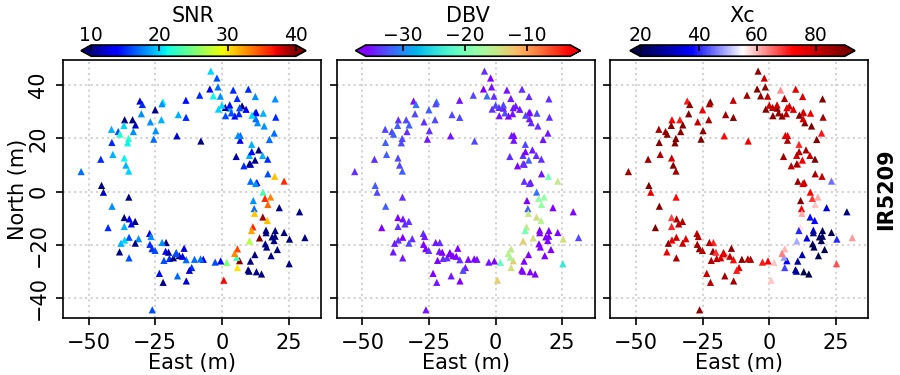 SNR DBV Xc
10 20 30 40 −30 −20 −10 20 40 60 80
40
20
0
−20
−40
North (m)
−50 −25 0 25 −50 −25 0 25 −50 −25 0 25
East (m) East (m) East (m)
IR5209